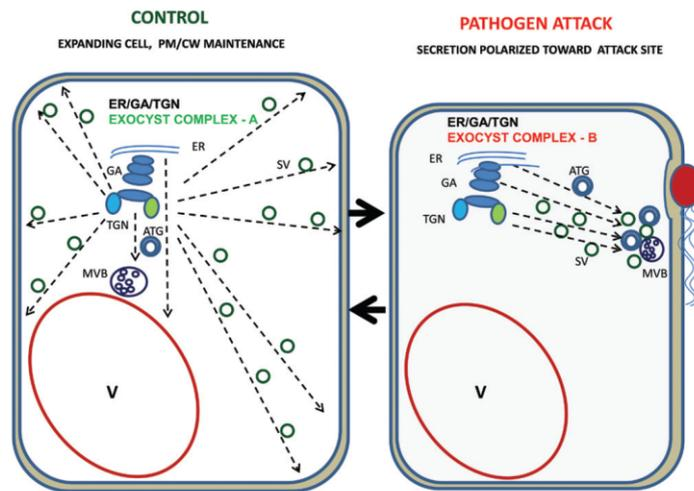 CONTROL
EXPANDING CELL, PM/CW MAINTENANCE
ER/GA/TGN
EXOCYST COMPLEX - A
ER
GA
SV
TGN
ATG
MVB
V
PATHOGEN ATTACK
SECRETION POLARIZED TOWARD ATTACK SITE
ER/GA/TGN
EXOCYST COMPLEX - B
ER
ATG
GA
TGN
SV
MVB
V